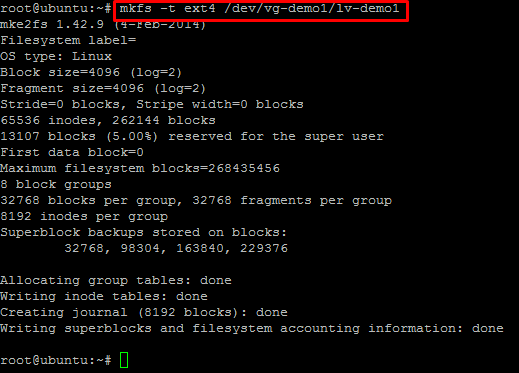 root@ubuntu:~# mkfs -t ext4 /dev/vg-demo1/lv-demo1
mke2fs 1.42.9 (4-Feb-2014)
Filesystem label=
OS type: Linux
Block size=4096 (log=2)
Fragment size=4096 (log=2)
Stride=0 blocks, Stripe width=0 blocks
65536 inodes, 262144 blocks
13107 blocks (5.00%) reserved for the super user
First data block=0
Maximum filesystem blocks=268435456
8 block groups
32768 blocks per group, 32768 fragments per group
8192 inodes per group
Superblock backups stored on blocks:
        32768, 98304, 163840, 229376

Allocating group tables: done
Writing inode tables: done
Creating journal (8192 blocks): done
Writing superblocks and filesystem accounting information: done

root@ubuntu:~#